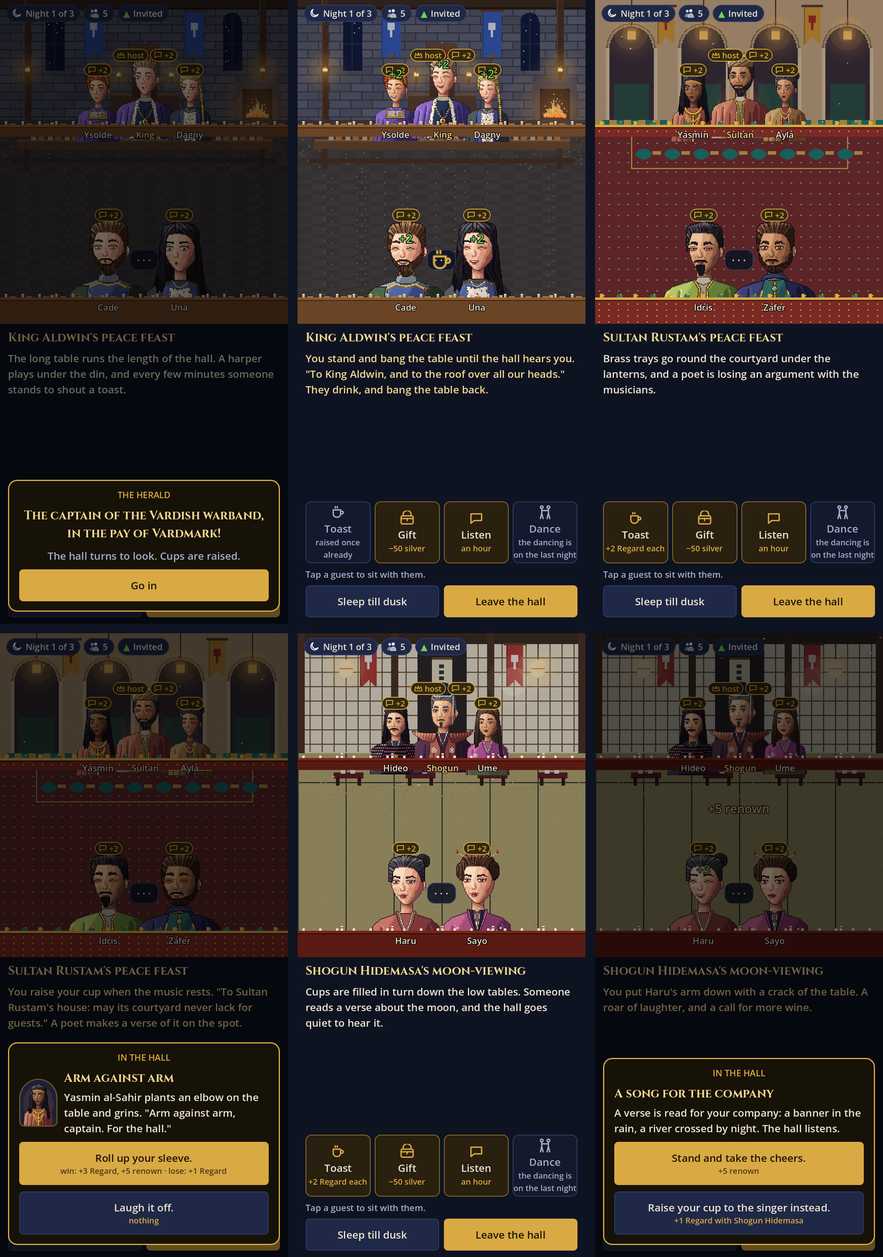 Night 1 of 3
5
Invited
host
+2
+2
+2
Ysolde
King
Dagny
+2
+2
...
Cade
Una
King Aldwin's peace feast
The long table runs the length of the hall. A harper
plays under the din, and every few minutes someone
stands to shout a toast.
THE HERALD
The captain of the Vardish warband,
in the pay of Vardmark!
The hall turns to look. Cups are raised.
Go in
Night 1 of 3
5
Invited
host
+2
+2
+2
+2
+2
+2
Ysolde
King
Dagny
+2
+2
+2
Cade
Una
King Aldwin's peace feast
You stand and bang the table until the hall hears you.
"To King Aldwin, and to the roof over all our heads."
They drink, and bang the table back.
Toast
raised once
already
Gift
−50 silver
Listen
an hour
Dance
the dancing is
on the last night
Tap a guest to sit with them.
Sleep till dusk
Leave the hall
Night 1 of 3
5
Invited
host
+2
+2
+2
Yasmin
Sultan
Ayla
+2
+2
...
Idris
Zafer
Sultan Rustam's peace feast
Brass trays go round the courtyard under the
lanterns, and a poet is losing an argument with the
musicians.
Toast
+2 Regard each
Gift
−50 silver
Listen
an hour
Dance
the dancing is
on the last night
Tap a guest to sit with them.
Sleep till dusk
Leave the hall
Night 1 of 3
5
Invited
host
+2
+2
+2
Yasmin
Sultan
Ayla
+2
+2
...
Idris
Zafer
Sultan Rustam's peace feast
You raise your cup when the music rests. "To Sultan
Rustam's house: may its courtyard never lack for
guests." A poet makes a verse of it on the spot.
IN THE HALL
Arm against arm
Yasmin al-Sahir plants an elbow on the
table and grins. "Arm against arm,
captain. For the hall."
Roll up your sleeve.
win: +3 Regard, +5 renown · lose: +1 Regard
Laugh it off.
nothing
Night 1 of 3
5
Invited
host
+2
+2
+2
Hideo
Shogun
Ume
+2
+2
...
Haru
Sayo
Shogun Hidemasa's moon-viewing
Cups are filled in turn down the low tables. Someone
reads a verse about the moon, and the hall goes
quiet to hear it.
Toast
+2 Regard each
Gift
−50 silver
Listen
an hour
Dance
the dancing is
on the last night
Tap a guest to sit with them.
Sleep till dusk
Leave the hall
Night 1 of 3
5
Invited
host
+2
+2
+2
Hideo
Shogun
Ume
+5 renown
+2
+2
...
Haru
Sayo
Shogun Hidemasa's moon-viewing
You put Haru's arm down with a crack of the table. A
roar of laughter, and a call for more wine.
IN THE HALL
A song for the company
A verse is read for your company: a banner in the
rain, a river crossed by night. The hall listens.
Stand and take the cheers.
+5 renown
Raise your cup to the singer instead.
+1 Regard with Shogun Hidemasa